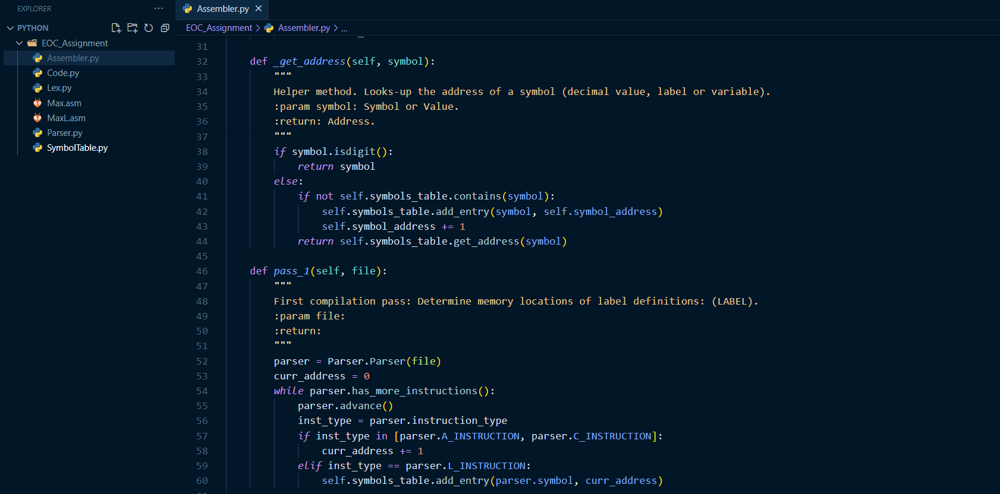 EXPLORER
PYTHON
EOC_Assignment
Assembler.py
Code.py
Lex.py
Max.asm
MaxL.asm
Parser.py
SymbolTable.py
Assembler.py
EOC_Assignment > Assembler.py > ...
31
32 def _get_address(self, symbol):
33 """
34 Helper method. Looks-up the address of a symbol (decimal value, label or variable).
35 :param symbol: Symbol or Value.
36 :return: Address.
37 """
38 if symbol.isdigit():
39 return symbol
40 else:
41 if not self.symbols_table.contains(symbol):
42 self.symbols_table.add_entry(symbol, self.symbol_address)
43 self.symbol_address += 1
44 return self.symbols_table.get_address(symbol)
45
46 def pass_1(self, file):
47 """
48 First compilation pass: Determine memory locations of label definitions: (LABEL).
49 :param file:
50 :return:
51 """
52 parser = Parser.Parser(file)
53 curr_address = 0
54 while parser.has_more_instructions():
55 parser.advance()
56 inst_type = parser.instruction_type
57 if inst_type in [parser.A_INSTRUCTION, parser.C_INSTRUCTION]:
58 curr_address += 1
59 elif inst_type == parser.L_INSTRUCTION:
60 self.symbols_table.add_entry(parser.symbol, curr_address)